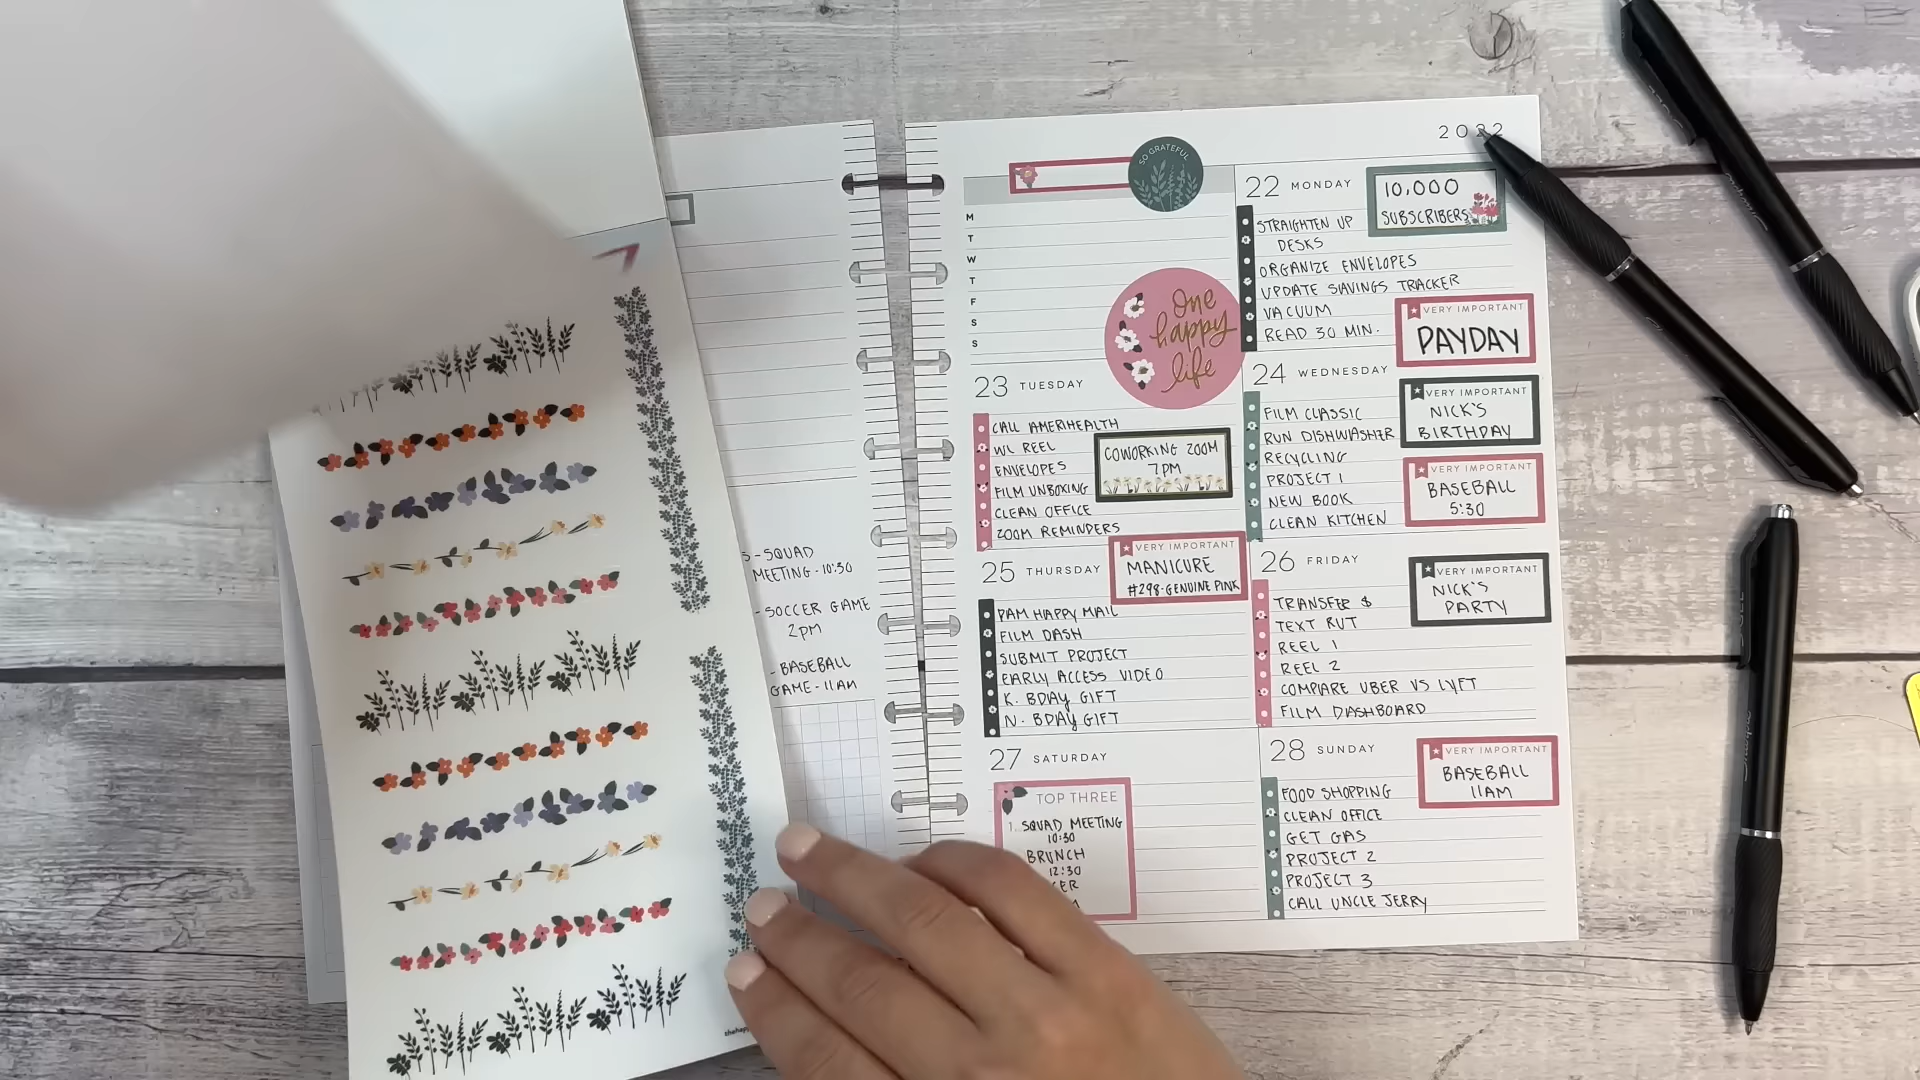 - SQUAD
MEETING - 10:30
- SOCCER GAME
2PM
- BASEBALL
GAME - 11AM
2022
SO GRATEFUL
M
T
W
T
F
S
S
One
happy
life
22 MONDAY
10,000
SUBSCRIBERS
STRAIGHTEN UP
DESKS
ORGANIZE ENVELOPES
UPDATE SAVINGS TRACKER
VACUUM
READ 30 MIN.
VERY IMPORTANT
PAYDAY
23 TUESDAY
CALL AMERIHEALTH
WL REEL
ENVELOPES
FILM UNBOXING
CLEAN OFFICE
ZOOM REMINDERS
COWORKING ZOOM
7PM
24 WEDNESDAY
FILM CLASSIC
RUN DISHWASHER
RECYCLING
PROJECT 1
NEW BOOK
CLEAN KITCHEN
VERY IMPORTANT
NICK'S
BIRTHDAY
VERY IMPORTANT
BASEBALL
5:30
25 THURSDAY
VERY IMPORTANT
MANICURE
#298-GENUINE PINK
PAM HAPPY MAIL
FILM DASH
SUBMIT PROJECT
EARLY ACCESS VIDEO
K. BDAY GIFT
N. BDAY GIFT
26 FRIDAY
TRANSFER $
TEXT RUT
REEL 1
REEL 2
COMPARE UBER VS LYFT
FILM DASHBOARD
VERY IMPORTANT
NICK'S
PARTY
27 SATURDAY
TOP THREE
1. SQUAD MEETING
10:30
BRUNCH
12:30
28 SUNDAY
FOOD SHOPPING
CLEAN OFFICE
GET GAS
PROJECT 2
PROJECT 3
CALL UNCLE JERRY
VERY IMPORTANT
BASEBALL
11AM